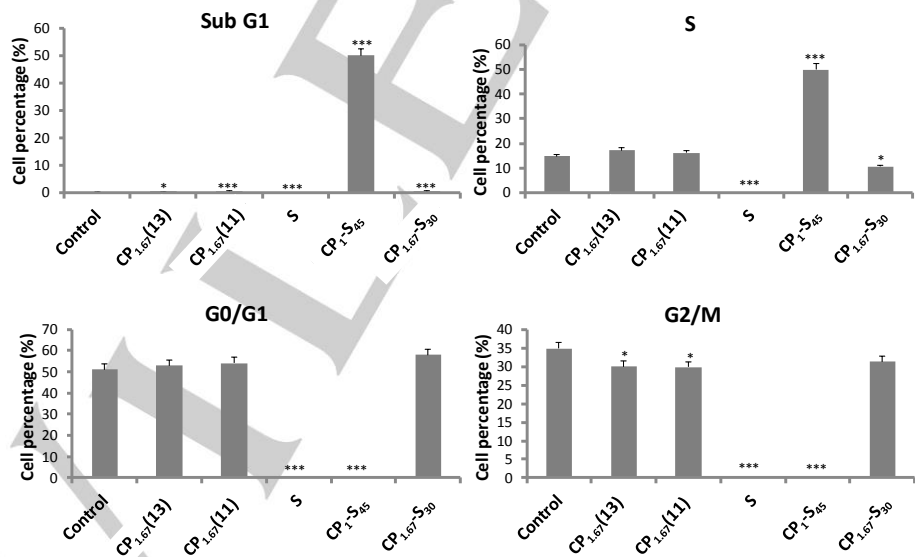 Sub G1
Cell percentage (%)
60
50
40
30
20
10
0
*
***
***
***
***
Control
CP1.67(13)
CP1.67(11)
S
CP1-S45
CP1.67-S30
S
Cell percentage (%)
60
50
40
30
20
10
0
***
***
*
Control
CP1.67(13)
CP1.67(11)
S
CP1-S45
CP1.67-S30
G0/G1
Cell percentage (%)
70
60
50
40
30
20
10
0
***
***
Control
CP1.67(13)
CP1.67(11)
S
CP1-S45
CP1.67-S30
G2/M
Cell percentage (%)
40
35
30
25
20
15
10
5
0
*
*
***
***
Control
CP1.67(13)
CP1.67(11)
S
CP1-S45
CP1.67-S30